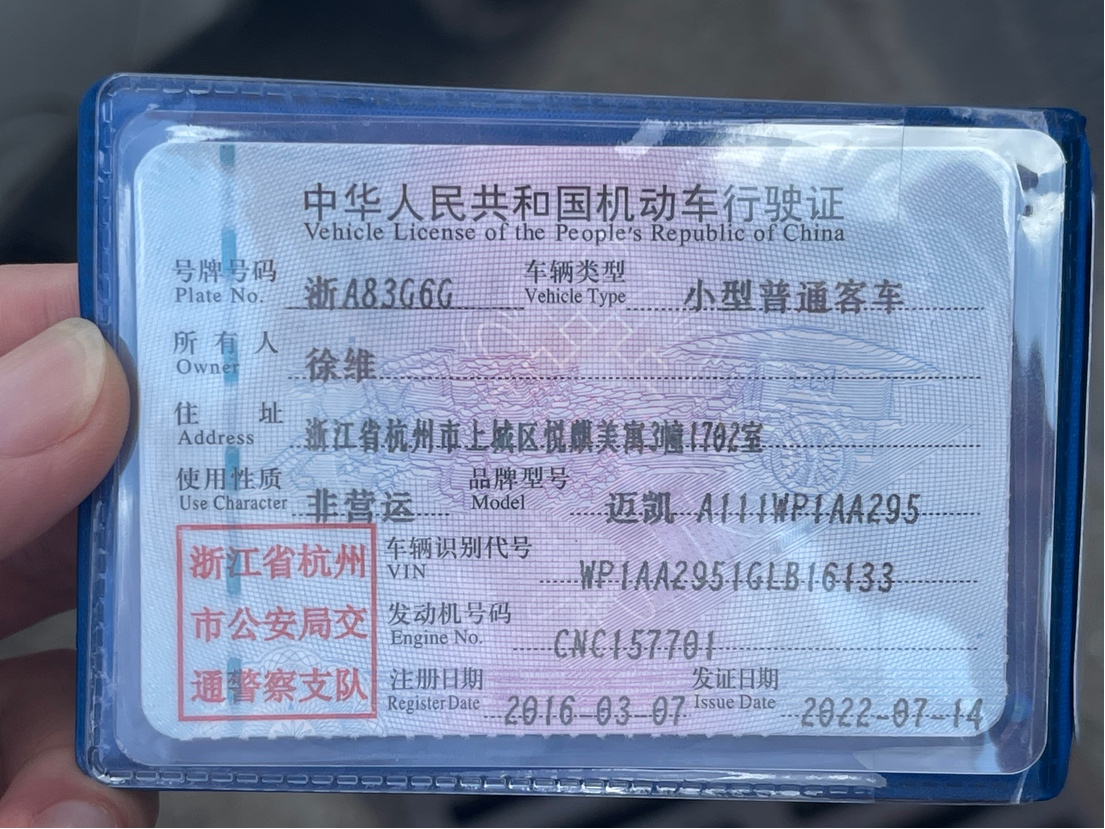 中华人民共和国机动车行驶证
Vehicle License of the People's Republic of China
号牌号码 浙A83G6G 车辆类型 小型普通客车
Plate No. Vehicle Type
所有人 徐维
Owner
住址 浙江省杭州市上城区悦麒美寓3幢1702室
Address
使用性质 非营运 品牌型号 迈凯 A111WP1AA295
Use Character Model
浙江省杭州
市公安局交
通警察支队
车辆识别代号 WP1AA2951GLB16133
VIN
发动机号码 CNC157701
Engine No.
注册日期 2016-03-07 发证日期 2022-07-14
Register Date Issue Date